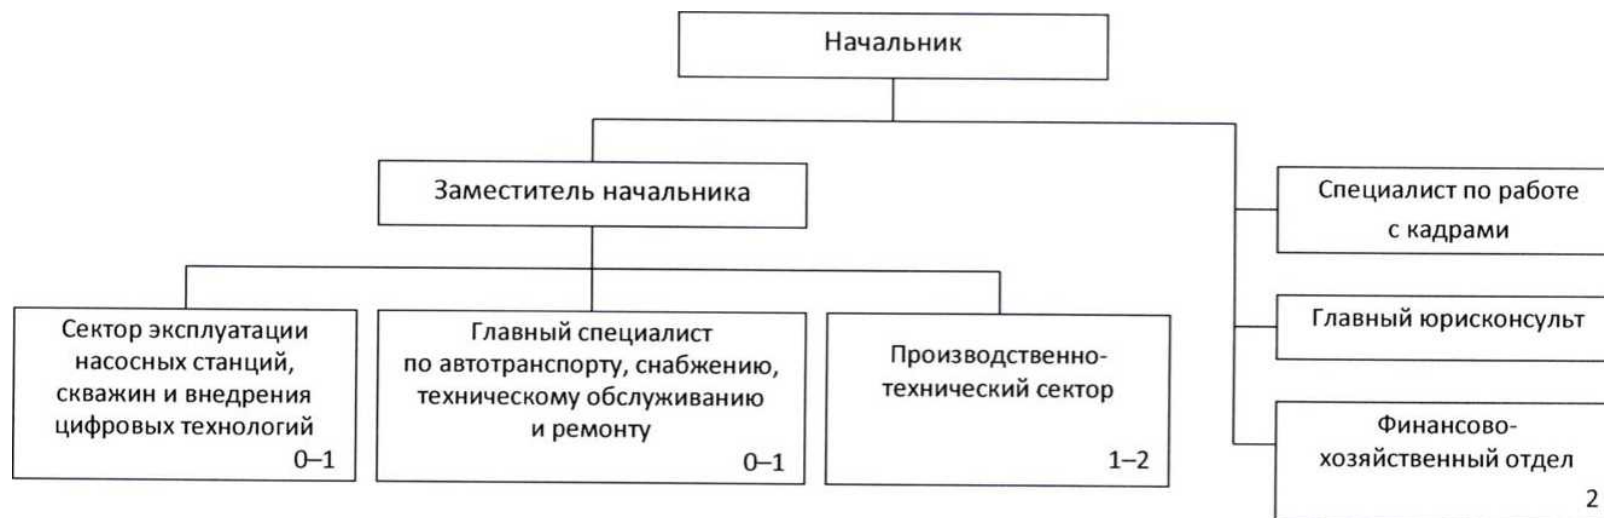 Начальник
Заместитель начальника
Специалист по работе
с кадрами
Главный юрисконсульт
Финансово-
хозяйственный отдел
2
Сектор эксплуатации
насосных станций,
скважин и внедрения
цифровых технологий
0–1
Главный специалист
по автотранспорту, снабжению,
техническому обслуживанию
и ремонту
0–1
Производственно-
технический сектор
1–2